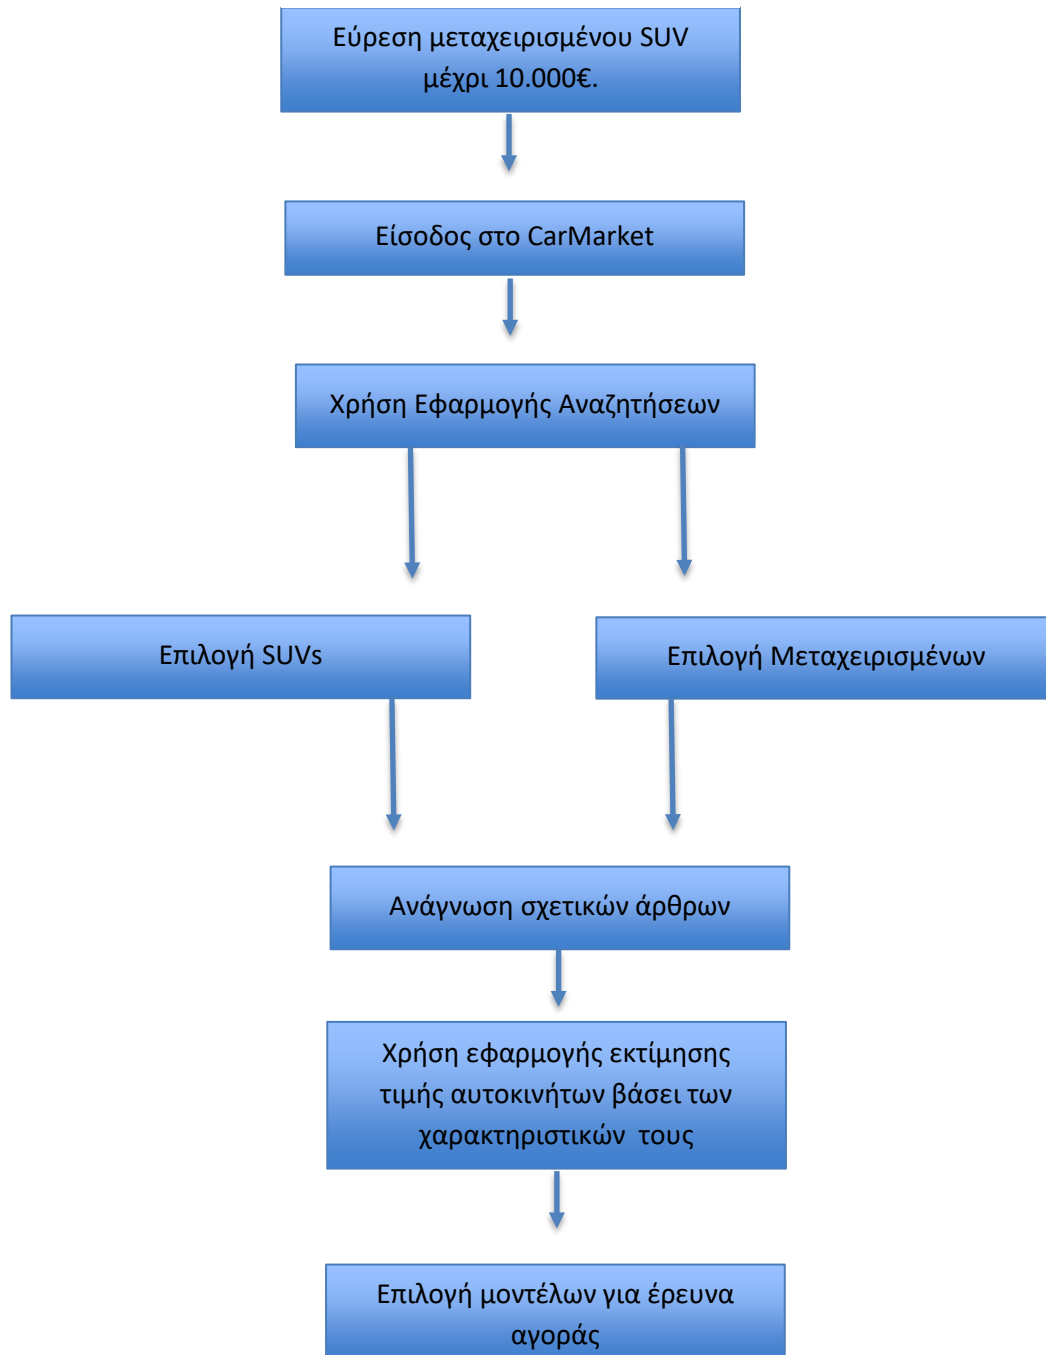 Εύρεση μεταχειρισμένου SUV
μέχρι 10.000€.
Είσοδος στο CarMarket
Χρήση Εφαρμογής Αναζητήσεων
Επιλογή SUVs
Επιλογή Μεταχειρισμένων
Ανάγνωση σχετικών άρθρων
Χρήση εφαρμογής εκτίμησης
τιμής αυτοκινήτων βάσει των
χαρακτηριστικών  τους
Επιλογή μοντέλων για έρευνα
αγοράς